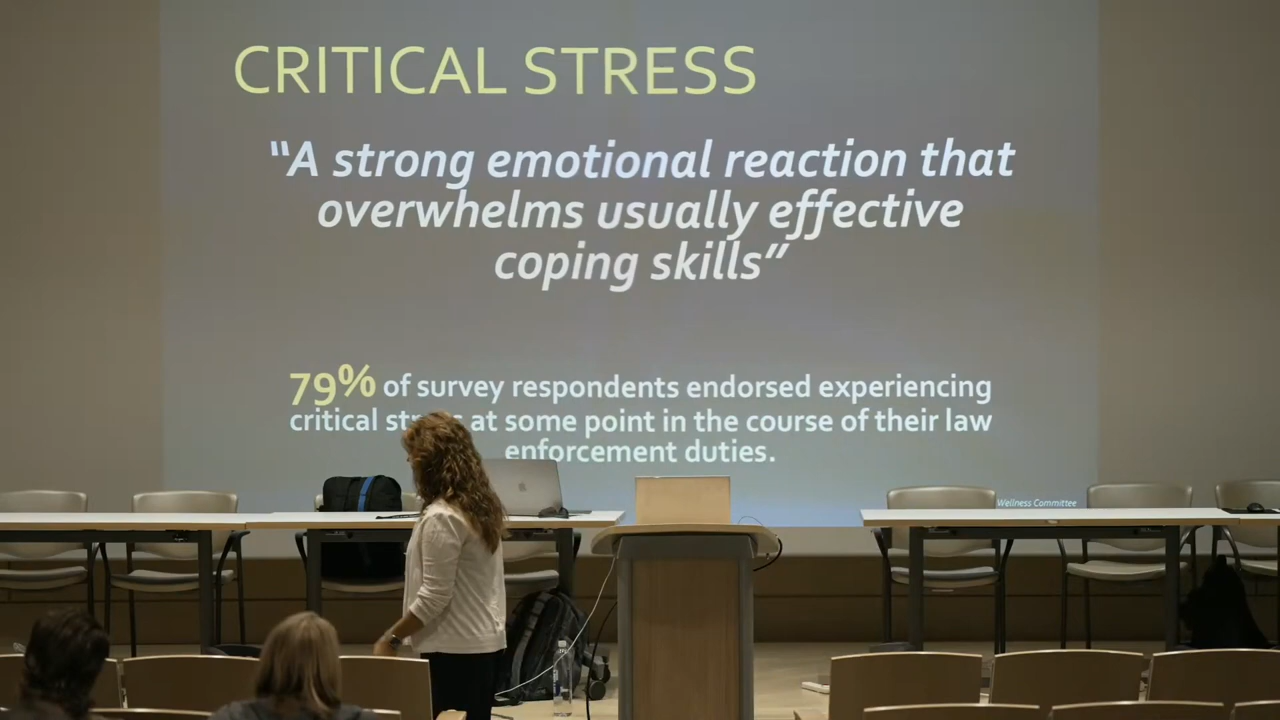 CRITICAL STRESS
“A strong emotional reaction that
overwhelms usually effective
coping skills”
79% of survey respondents endorsed experiencing
critical stress at some point in the course of their law
enforcement duties.
Wellness Committee